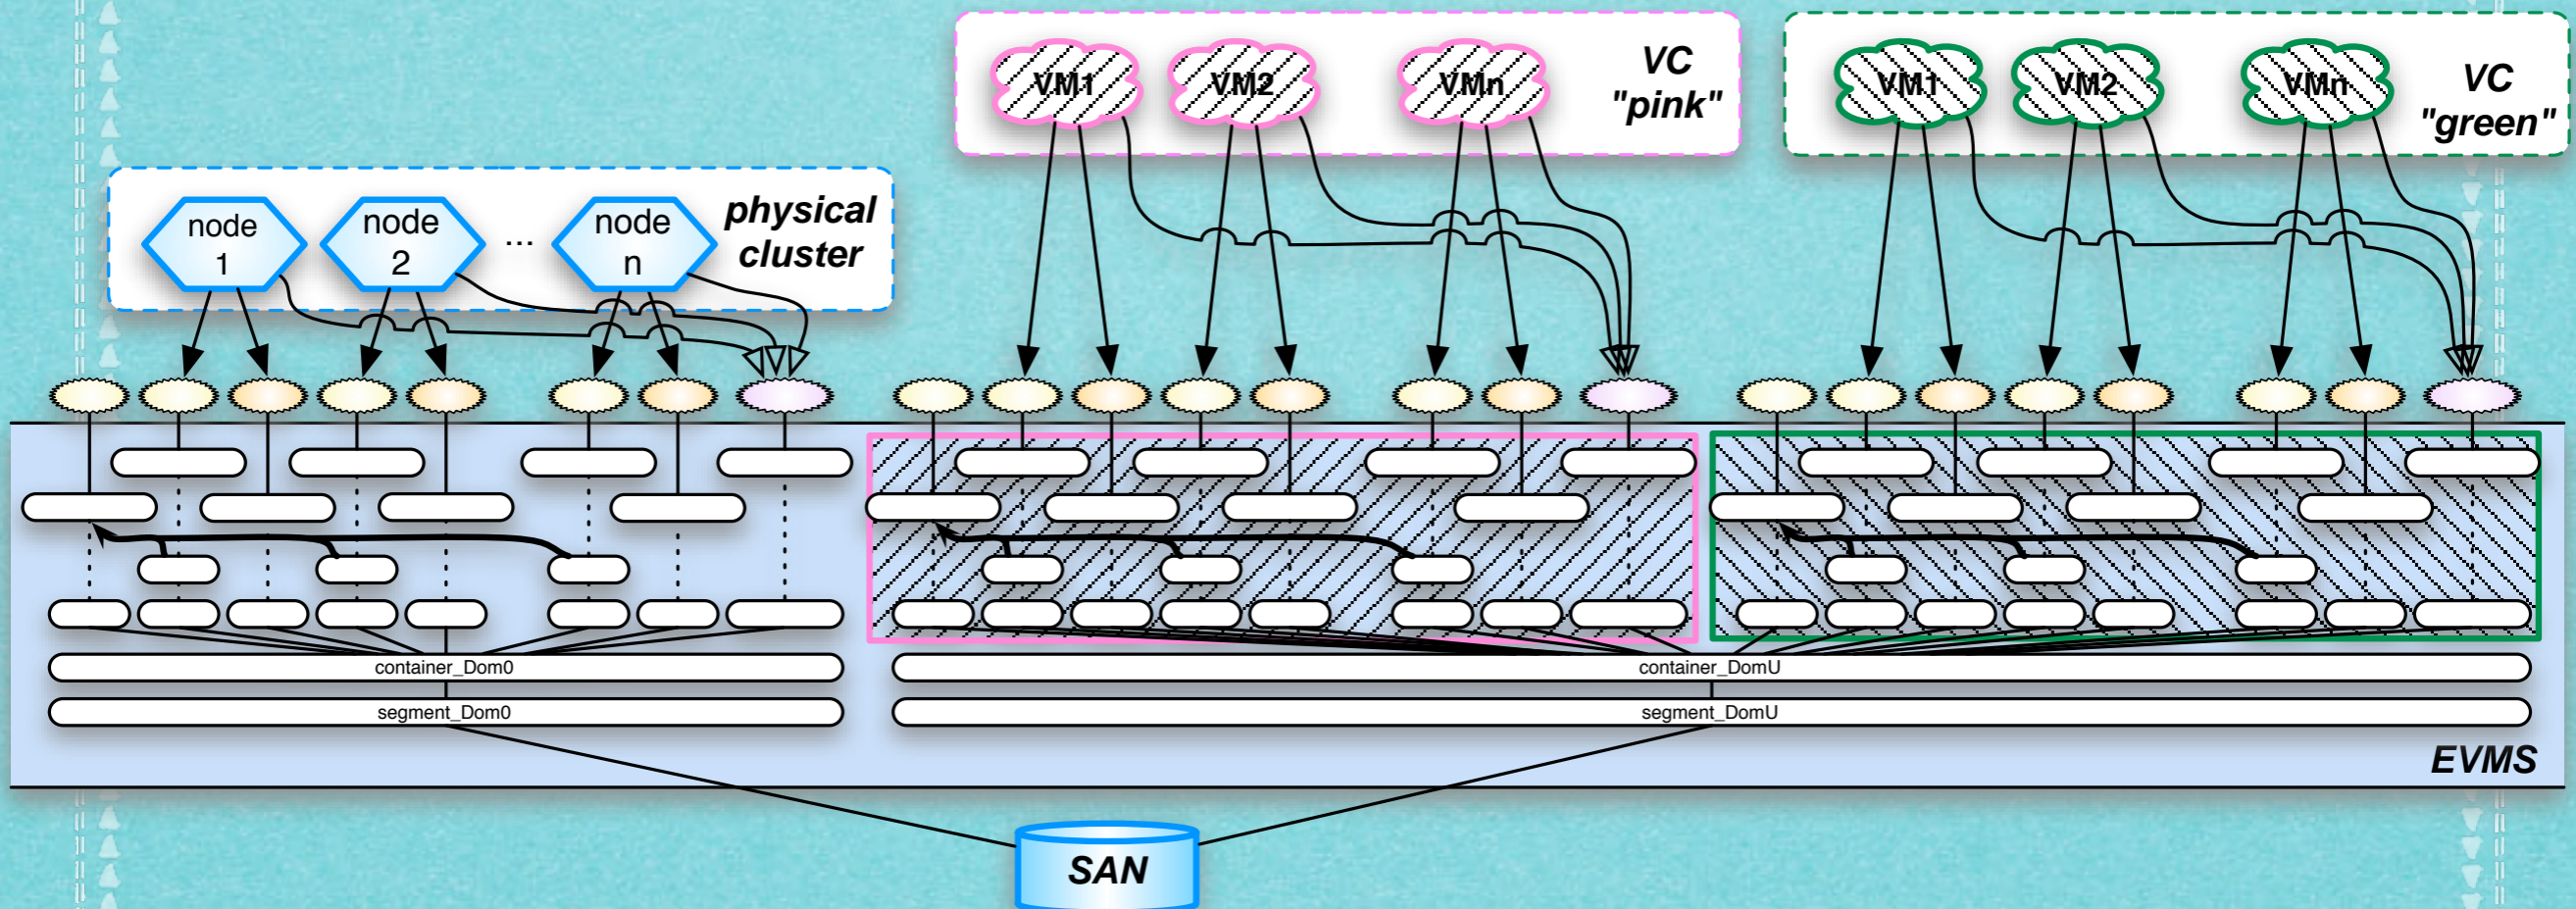 VM1
VM2
VMn
VC
"pink"
VM1
VM2
VMn
VC
"green"
node
1
node
2
...
node
n
physical
cluster
container_Dom0
container_DomU
segment_Dom0
segment_DomU
EVMS
SAN